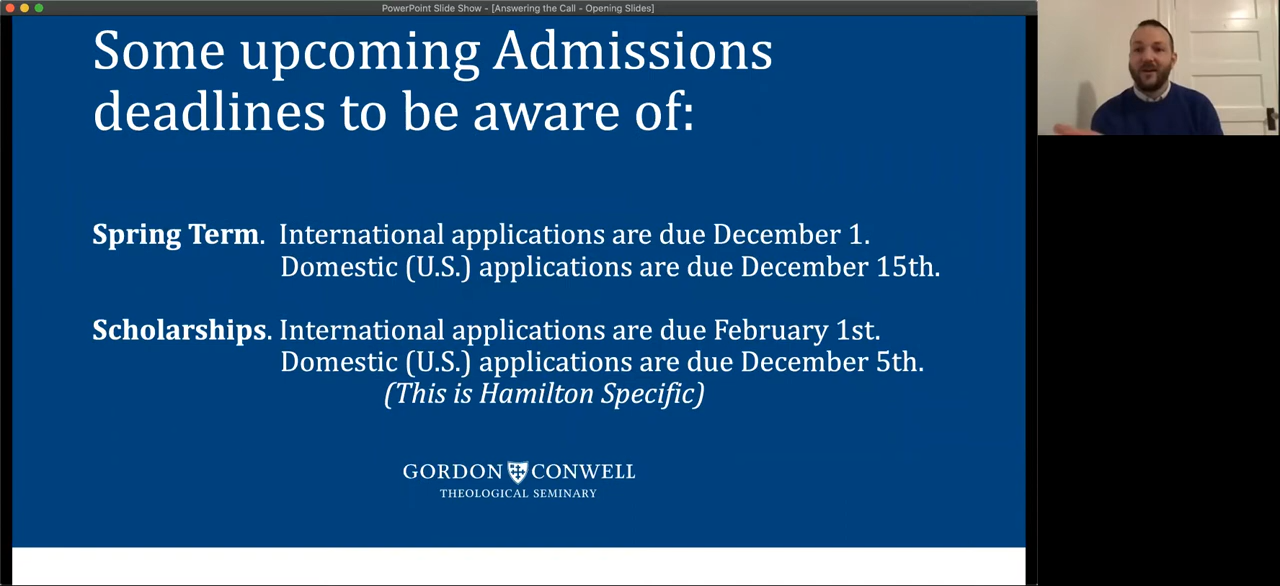 PowerPoint Slide Show - [Answering the Call - Opening Slides]
Some upcoming Admissions
deadlines to be aware of:
Spring Term. International applications are due December 1.
Domestic (U.S.) applications are due December 15th.
Scholarships. International applications are due February 1st.
Domestic (U.S.) applications are due December 5th.
(This is Hamilton Specific)
GORDON CONWELL
THEOLOGICAL SEMINARY